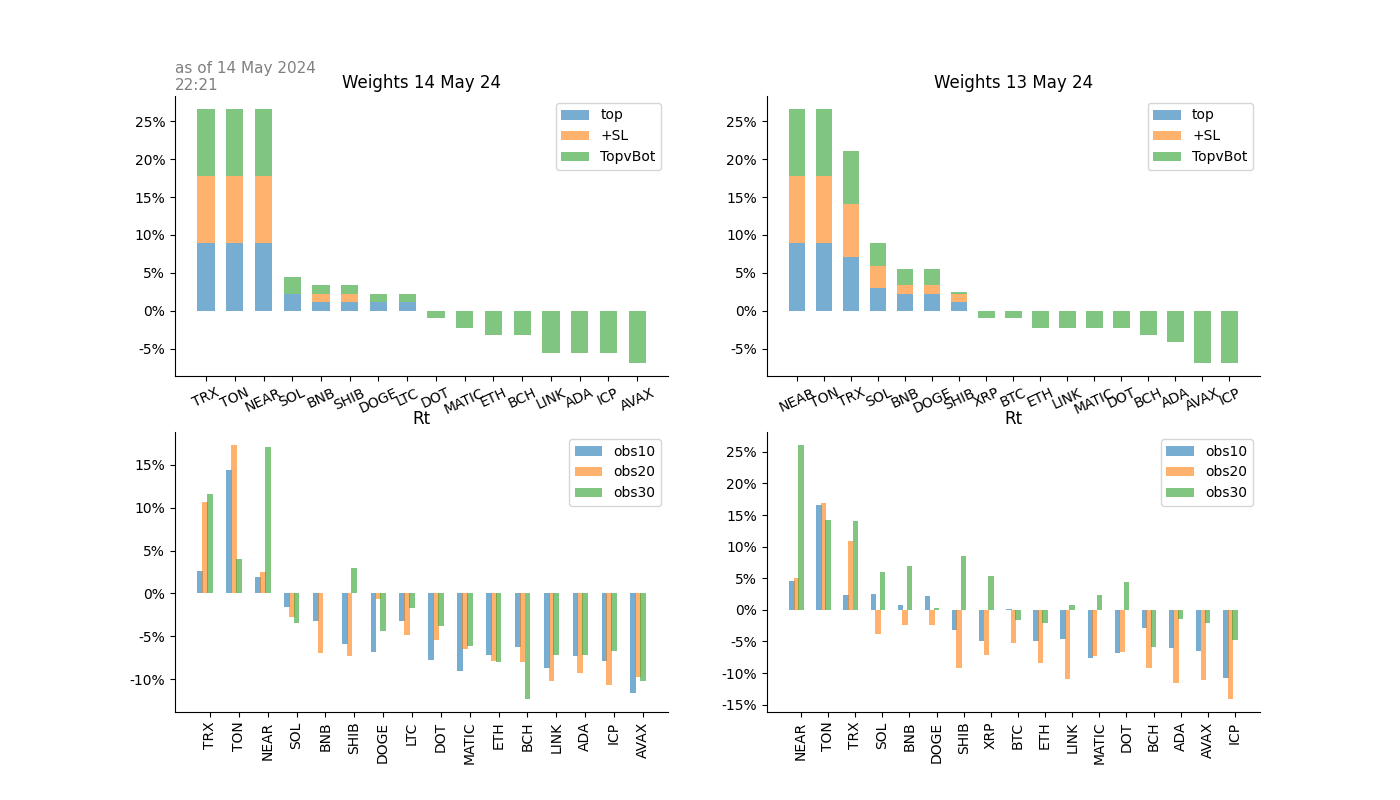 as of 14 May 2024
22:21
Weights 14 May 24
25%
20%
15%
10%
5%
0%
-5%
top
+SL
TopvBot
TRX TON NEAR SOL BNB SHIB DOGE LTC DOT MATIC ETH BCH LINK ADA ICP AVAX
Weights 13 May 24
25%
20%
15%
10%
5%
0%
-5%
top
+SL
TopvBot
NEAR TON TRX SOL BNB DOGE SHIB XRP BTC ETH LINK MATIC DOT BCH ADA AVAX ICP
Rt
15%
10%
5%
0%
-5%
-10%
obs10
obs20
obs30
TRX TON NEAR SOL BNB SHIB DOGE LTC DOT MATIC ETH BCH LINK ADA ICP AVAX
Rt
25%
20%
15%
10%
5%
0%
-5%
-10%
-15%
obs10
obs20
obs30
NEAR TON TRX SOL BNB DOGE SHIB XRP BTC ETH LINK MATIC DOT BCH ADA AVAX ICP